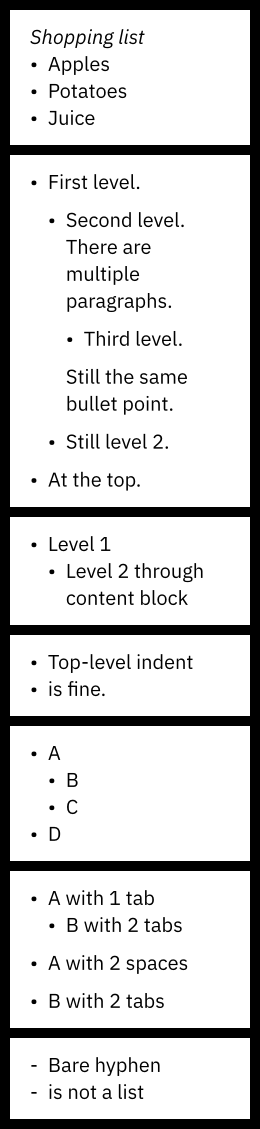 Shopping list
• Apples
• Potatoes
• Juice
• First level.
• Second level.
There are
multiple
paragraphs.
• Third level.
Still the same
bullet point.
• Still level 2.
• At the top.
• Level 1
• Level 2 through
content block
• Top-level indent
• is fine.
• A
• B
• C
• D
• A with 1 tab
• B with 2 tabs
• A with 2 spaces
• B with 2 tabs
- Bare hyphen
- is not a list